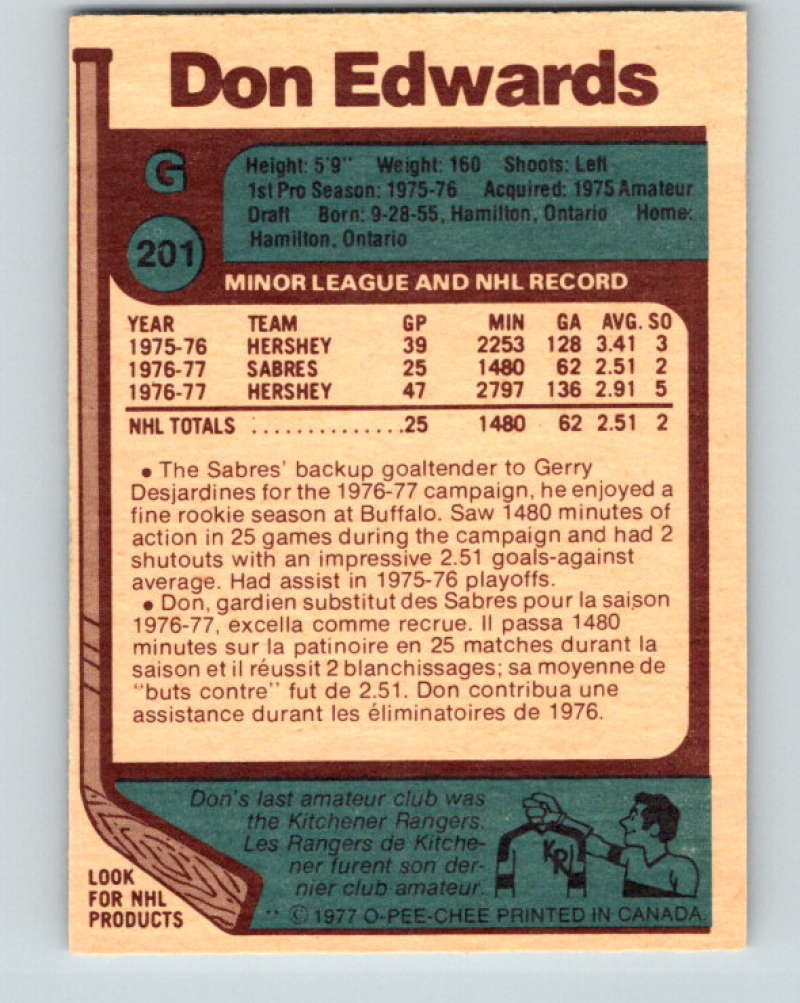 Don Edwards
G
Height: 5'9" Weight: 160 Shoots: Left
1st Pro Season: 1975-76 Acquired: 1975 Amateur
Draft Born: 9-28-55, Hamilton, Ontario Home:
Hamilton, Ontario
201
MINOR LEAGUE AND NHL RECORD
YEAR TEAM GP MIN GA AVG. SO
1975-76 HERSHEY 39 2253 128 3.41 3
1976-77 SABRES 25 1480 62 2.51 2
1976-77 HERSHEY 47 2797 136 2.91 5
NHL TOTALS ..............25 1480 62 2.51 2
• The Sabres' backup goaltender to Gerry
Desjardines for the 1976-77 campaign, he enjoyed a
fine rookie season at Buffalo. Saw 1480 minutes of
action in 25 games during the campaign and had 2
shutouts with an impressive 2.51 goals-against
average. Had assist in 1975-76 playoffs.
• Don, gardien substitut des Sabres pour la saison
1976-77, excella comme recrue. Il passa 1480
minutes sur la patinoire en 25 matches durant la
saison et il réussit 2 blanchissages; sa moyenne de
"buts contre" fut de 2.51. Don contribua une
assistance durant les éliminatoires de 1976.
Don's last amateur club was
the Kitchener Rangers.
Les Rangers de Kitche-
ner furent son der-
nier club amateur.
KR
LOOK
FOR NHL
PRODUCTS
** © 1977 O-PEE-CHEE PRINTED IN CANADA